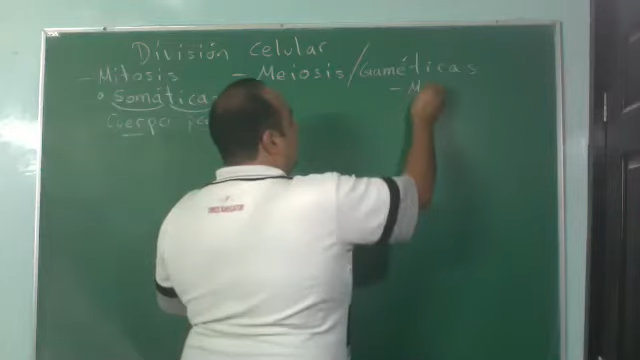 División celular
- Mitosis - Meiosis / Gaméticas
• Somáticas - M
Cuerpo